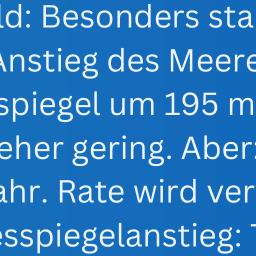 ld: Besonders sta
Anstieg des Meere
spiegel um 195 m
eher gering. Aber:
ahr. Rate wird ver
esspiegelanstieg: T